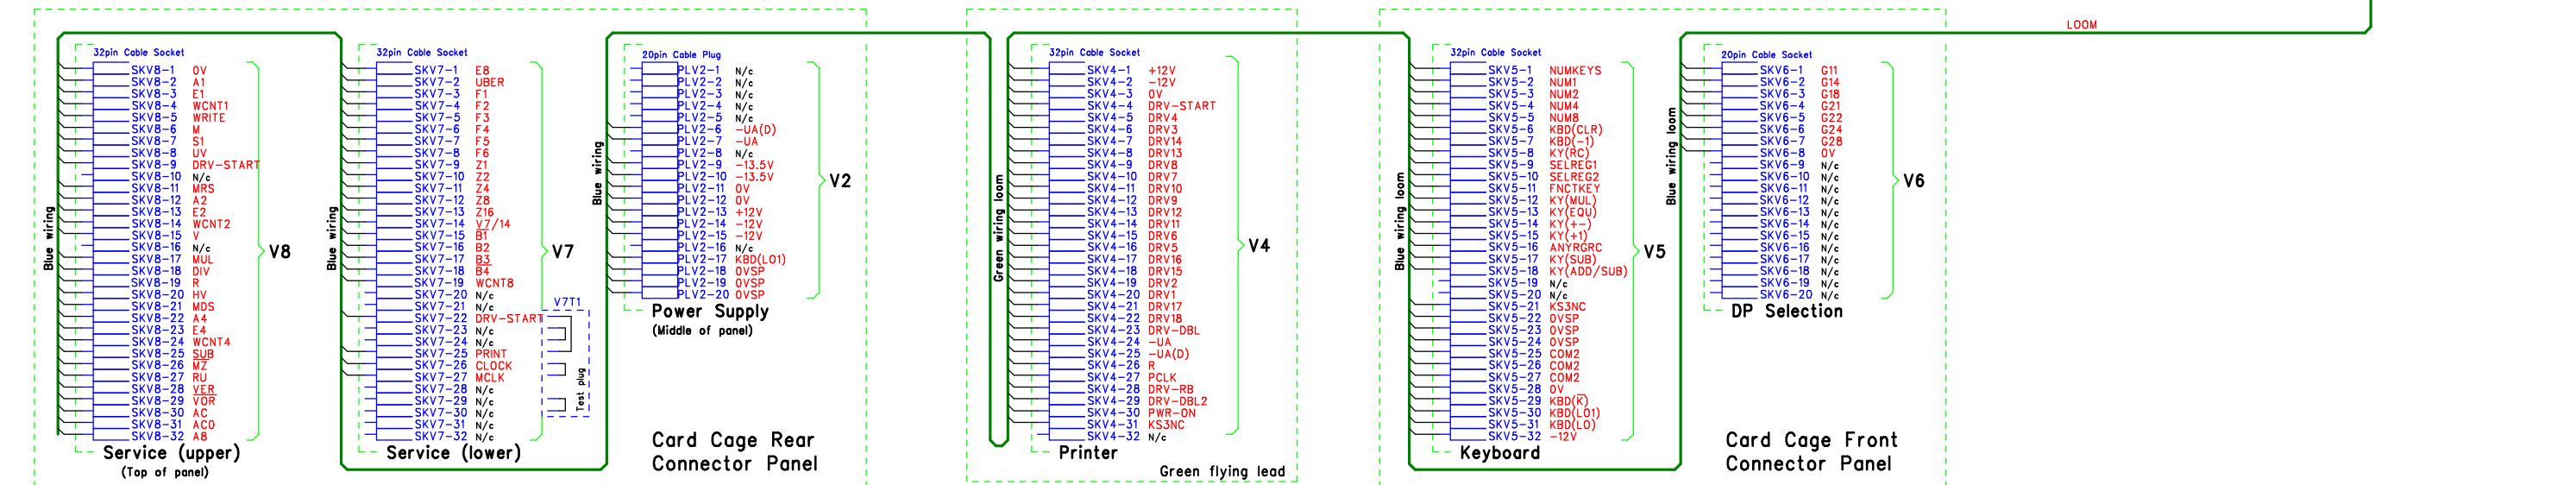 LOOM
32pin Cable Socket
SKV8-1 0V
SKV8-2 A1
SKV8-3 E1
SKV8-4 WCNT1
SKV8-5 WRITE
SKV8-6 M
SKV8-7 S1
SKV8-8 UV
SKV8-9 DRV-START
SKV8-10 N/c
SKV8-11 MRS
SKV8-12 A2
SKV8-13 E2
SKV8-14 WCNT2
SKV8-15 V
SKV8-16 N/c
SKV8-17 MUL
SKV8-18 DIV
SKV8-19 R
SKV8-20 HV
SKV8-21 MDS
SKV8-22 A4
SKV8-23 E4
SKV8-24 WCNT4
SKV8-25 SUB
SKV8-26 MZ
SKV8-27 RU
SKV8-28 VER
SKV8-29 VOR
SKV8-30 AC
SKV8-31 ACO
SKV8-32 A8
Blue wiring
V8
Service (upper)
(Top of panel)
32pin Cable Socket
SKV7-1 E8
SKV7-2 UBER
SKV7-3 F1
SKV7-4 F2
SKV7-5 F3
SKV7-6 F4
SKV7-7 F5
SKV7-8 F6
SKV7-9 Z1
SKV7-10 Z2
SKV7-11 Z4
SKV7-12 Z8
SKV7-13 Z16
SKV7-14 V7/14
SKV7-15 B1
SKV7-16 B2
SKV7-17 B3
SKV7-18 B4
SKV7-19 WCNT8
SKV7-20 N/c
SKV7-21 N/c
SKV7-22 DRV-START
SKV7-23 N/c
SKV7-24 N/c
SKV7-25 PRINT
SKV7-26 CLOCK
SKV7-27 MCLK
SKV7-28 N/c
SKV7-29 N/c
SKV7-30 N/c
SKV7-31 N/c
SKV7-32 N/c
Blue wiring
V7
V7T1
Test plug
Service (lower)
20pin Cable Plug
PLV2-1 N/c
PLV2-2 N/c
PLV2-3 N/c
PLV2-4 N/c
PLV2-5 N/c
PLV2-6 -UA(D)
PLV2-7 -UA
PLV2-8 N/c
PLV2-9 -13.5V
PLV2-10 -13.5V
PLV2-11 0V
PLV2-12 0V
PLV2-13 +12V
PLV2-14 -12V
PLV2-15 -12V
PLV2-16 N/c
PLV2-17 KBD(LO1)
PLV2-18 0VSP
PLV2-19 0VSP
PLV2-20 0VSP
Blue wiring
V2
Power Supply
(Middle of panel)
Card Cage Rear
Connector Panel
32pin Cable Socket
SKV4-1 +12V
SKV4-2 -12V
SKV4-3 0V
SKV4-4 DRV-START
SKV4-5 DRV4
SKV4-6 DRV3
SKV4-7 DRV14
SKV4-8 DRV13
SKV4-9 DRV8
SKV4-10 DRV7
SKV4-11 DRV10
SKV4-12 DRV9
SKV4-13 DRV12
SKV4-14 DRV11
SKV4-15 DRV6
SKV4-16 DRV5
SKV4-17 DRV16
SKV4-18 DRV15
SKV4-19 DRV2
SKV4-20 DRV1
SKV4-21 DRV17
SKV4-22 DRV18
SKV4-23 DRV-DBL
SKV4-24 -UA
SKV4-25 -UA(D)
SKV4-26 R
SKV4-27 PCLK
SKV4-28 DRV-RB
SKV4-29 DRV-DBL2
SKV4-30 PWR-ON
SKV4-31 KS3NC
SKV4-32 N/c
Green wiring loom
V4
Printer
Green flying lead
32pin Cable Socket
SKV5-1 NUMKEYS
SKV5-2 NUM1
SKV5-3 NUM2
SKV5-4 NUM4
SKV5-5 NUM8
SKV5-6 KBD(CLR)
SKV5-7 KBD(-1)
SKV5-8 KY(RC)
SKV5-9 SELREG1
SKV5-10 SELREG2
SKV5-11 FNCTKEY
SKV5-12 KY(MUL)
SKV5-13 KY(EQU)
SKV5-14 KY(+-)
SKV5-15 KY(+1)
SKV5-16 ANYRGRC
SKV5-17 KY(SUB)
SKV5-18 KY(ADD/SUB)
SKV5-19 N/c
SKV5-20 N/c
SKV5-21 KS3NC
SKV5-22 0VSP
SKV5-23 0VSP
SKV5-24 0VSP
SKV5-25 COM2
SKV5-26 COM2
SKV5-27 COM2
SKV5-28 0V
SKV5-29 KBD(K̅)
SKV5-30 KBD(LO1)
SKV5-31 KBD(LO)
SKV5-32 -12V
Blue wiring loom
V5
Keyboard
20pin Cable Socket
SKV6-1 G11
SKV6-2 G14
SKV6-3 G18
SKV6-4 G21
SKV6-5 G22
SKV6-6 G24
SKV6-7 G28
SKV6-8 0V
SKV6-9 N/c
SKV6-10 N/c
SKV6-11 N/c
SKV6-12 N/c
SKV6-13 N/c
SKV6-14 N/c
SKV6-15 N/c
SKV6-16 N/c
SKV6-17 N/c
SKV6-18 N/c
SKV6-19 N/c
SKV6-20 N/c
Blue wiring loom
V6
DP Selection
Card Cage Front
Connector Panel